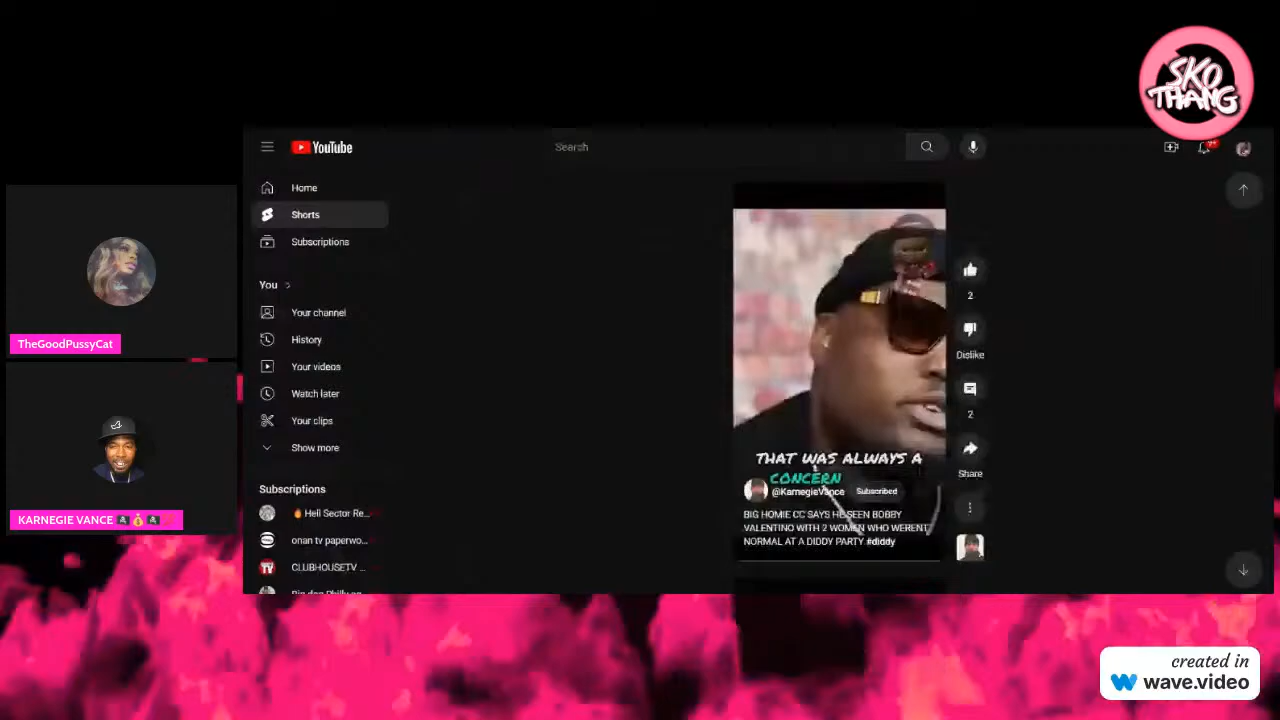 SKO
THANG
YouTube
Search
Home
Shorts
Subscriptions
You
Your channel
History
Your videos
Watch later
Your clips
Show more
Subscriptions
Hell Sector Re...
onan tv paperwo...
CLUBHOUSETV ...
TheGoodPussyCat
KARNEGIE VANCE
THAT WAS ALWAYS A
CONCERN
@KarnegieVance Subscribed
BIG HOMIE CC SAYS HE SEEN BOBBY
VALENTINO WITH 2 WOMEN WHO WERENT
NORMAL AT A DIDDY PARTY #diddy
2
Dislike
2
Share
created in
wave.video